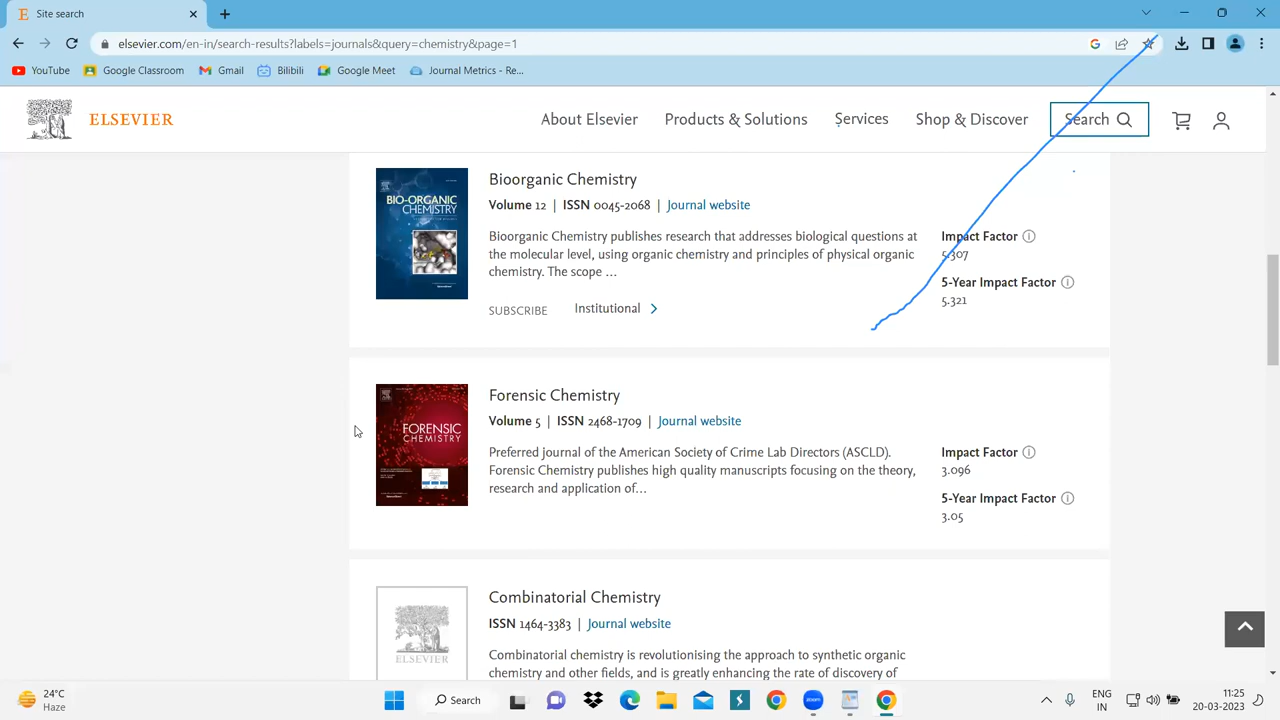 Site search
elsevier.com/en-in/search-results?labels=journals&query=chemistry&page=1
YouTube Google Classroom Gmail Bilibili Google Meet Journal Metrics - Re...
ELSEVIER About Elsevier Products & Solutions Services Shop & Discover Search
Bioorganic Chemistry
BIO-ORGANIC
CHEMISTRY
Volume 12 | ISSN 0045-2068 | Journal website
Bioorganic Chemistry publishes research that addresses biological questions at
the molecular level, using organic chemistry and principles of physical organic
chemistry. The scope ...
SUBSCRIBE Institutional
Impact Factor
5.307
5-Year Impact Factor
5.321
Forensic Chemistry
FORENSIC
CHEMISTRY
Volume 5 | ISSN 2468-1709 | Journal website
Preferred journal of the American Society of Crime Lab Directors (ASCLD).
Forensic Chemistry publishes high quality manuscripts focusing on the theory,
research and application of...
Impact Factor
3.096
5-Year Impact Factor
3.05
Combinatorial Chemistry
ELSEVIER
ISSN 1464-3383 | Journal website
Combinatorial chemistry is revolutionising the approach to synthetic organic
chemistry and other fields, and is greatly enhancing the rate of discovery of
24°C
Haze
Search
zoom
ENG
IN
11:25
20-03-2023